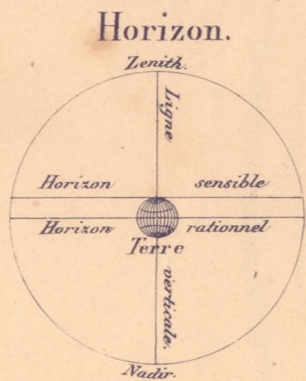 Horizon.
Zenith.
Ligne
Horizon sensible
Horizon rationnel
Terre
verticale.
Nadir.